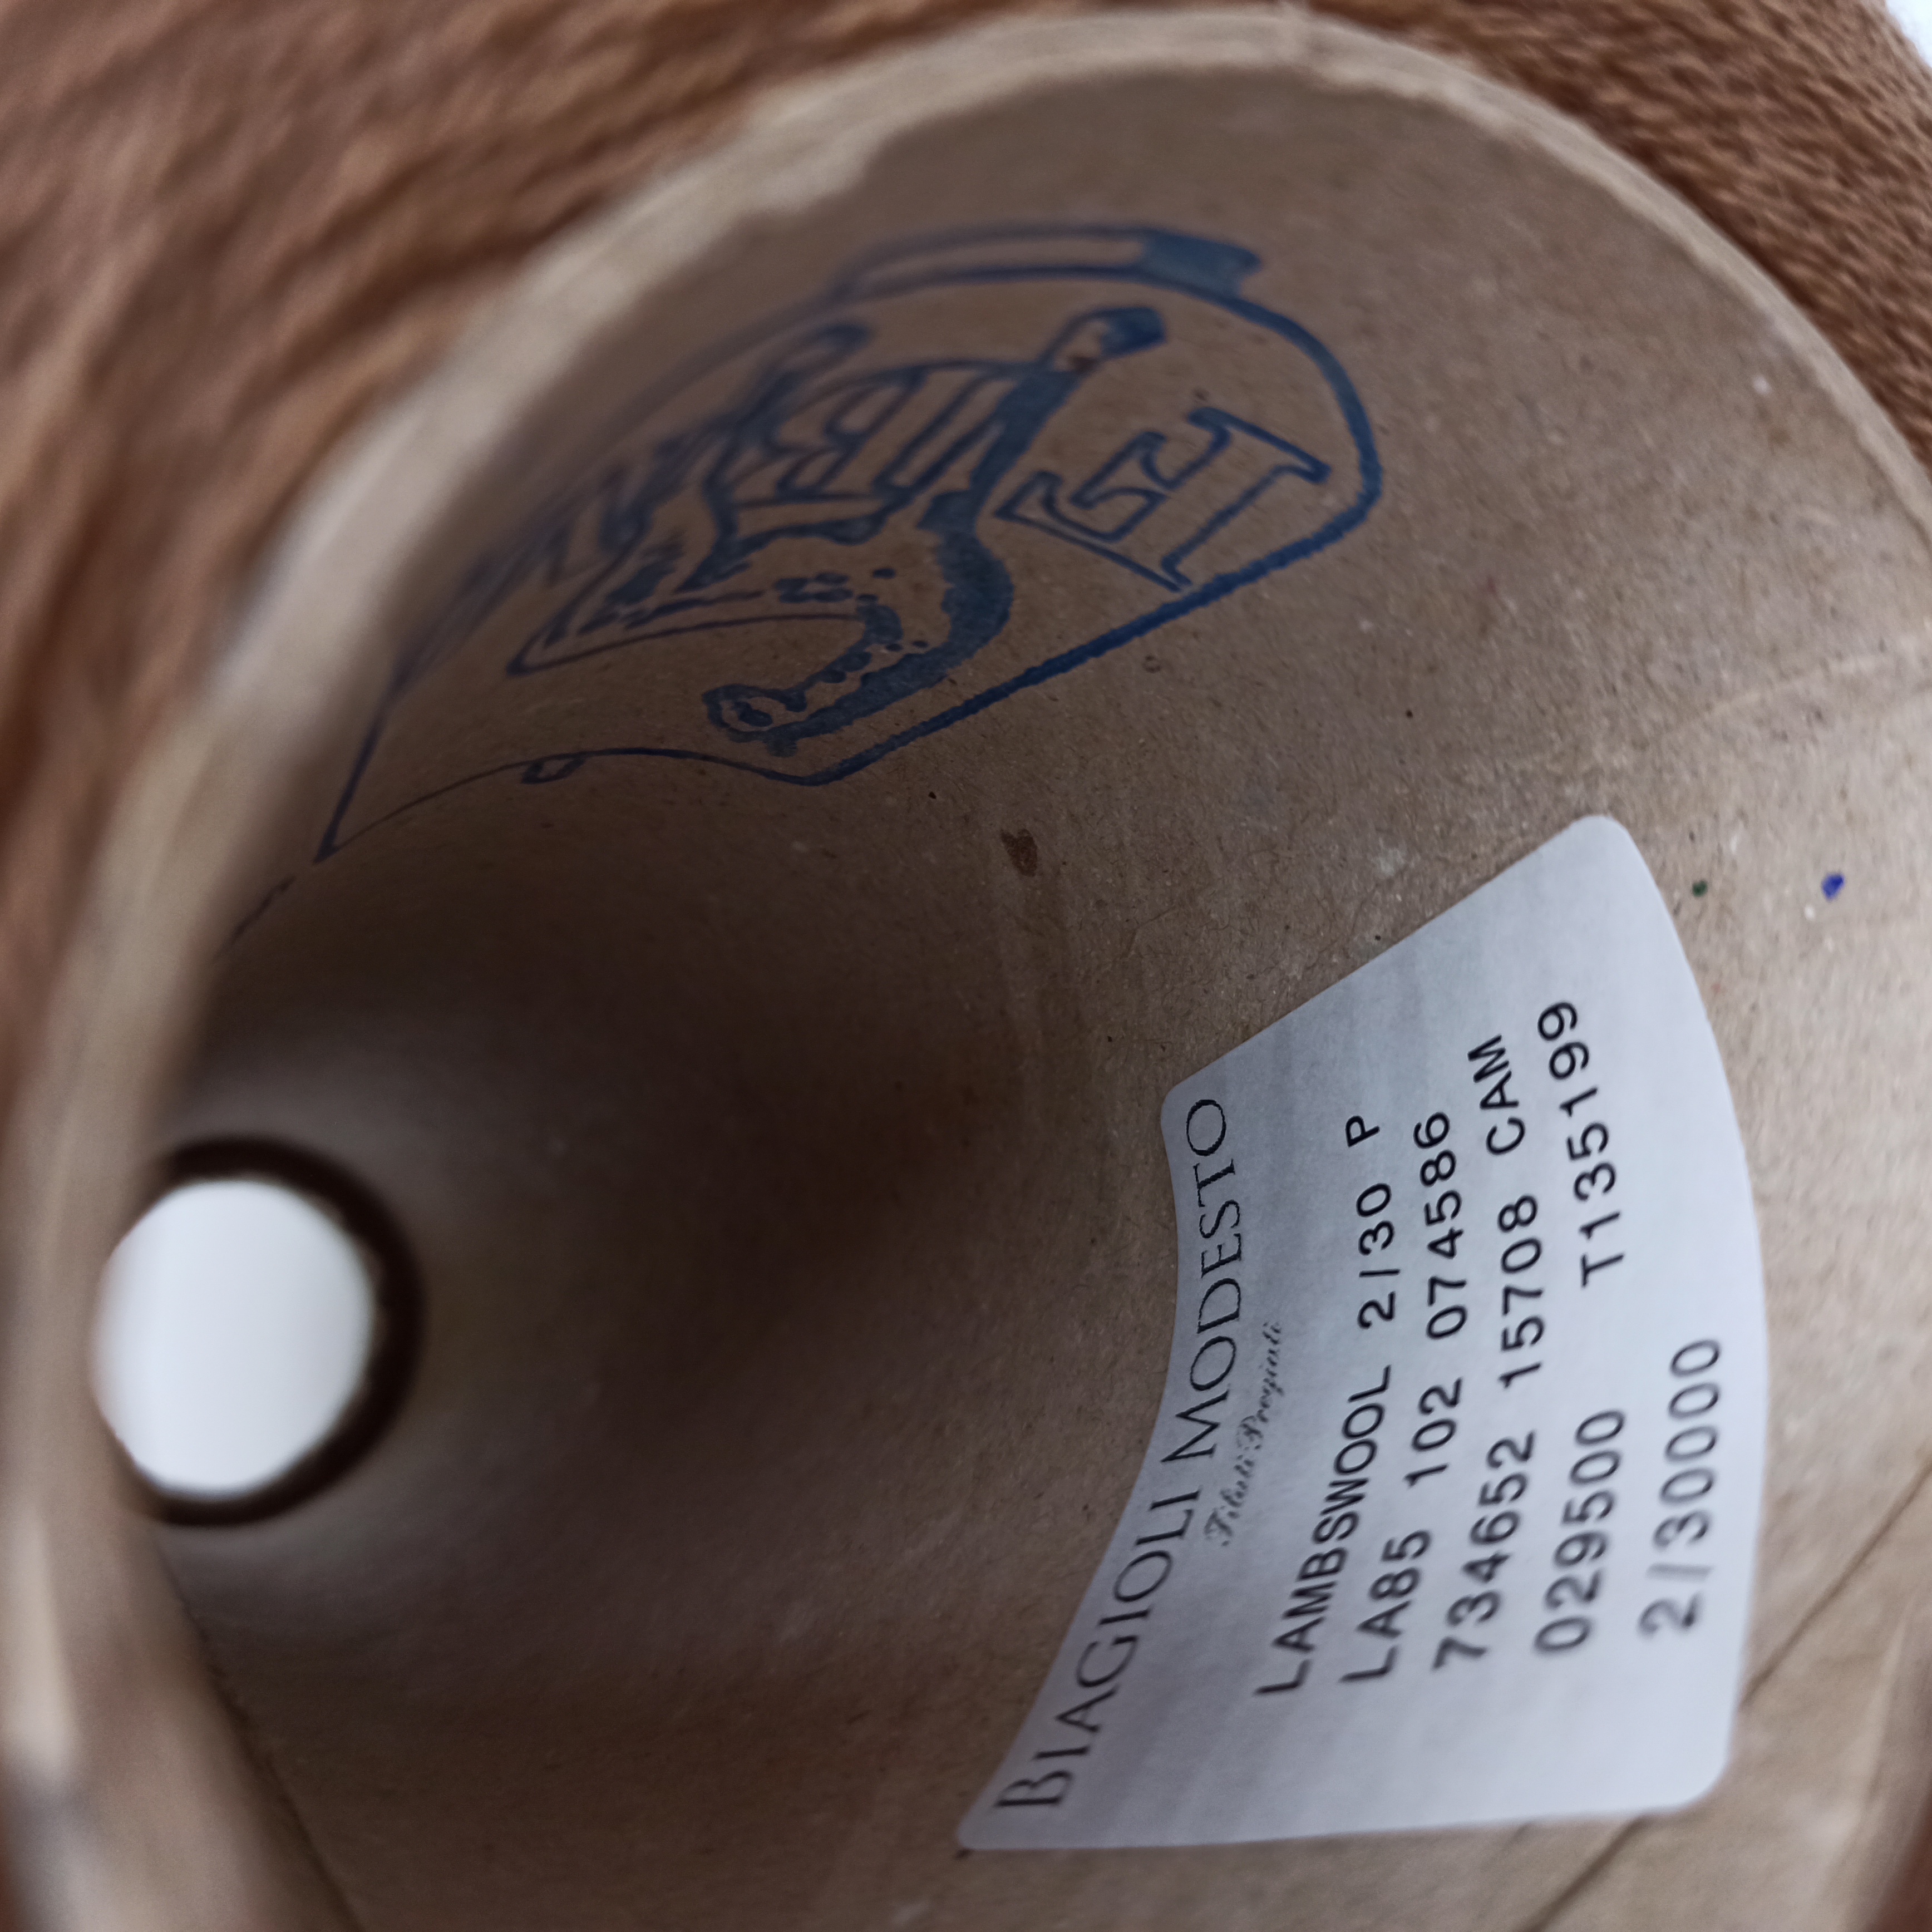 BIAGIOLI MODESTO
Filati Pregiati
LAMBSWOOL 2/30 P
LA85 102 074586
734652 15708 CAM
029500 T135199
2/30000